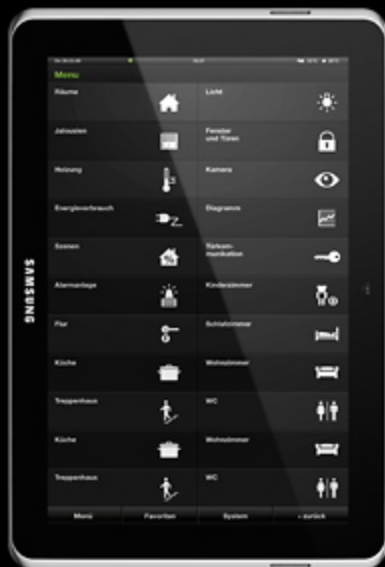 Menu
Räume
Licht
Jalousien
Fenster
und Türen
Heizung
Kamera
Energieverbrauch
Diagramm
Szenen
Türkom-
munikation
Alarmanlage
Kinderzimmer
Flur
Schlafzimmer
Küche
Wohnzimmer
Treppenhaus
WC
Küche
Wohnzimmer
Treppenhaus
WC
Menü
Favoriten
System
zurück
SAMSUNG